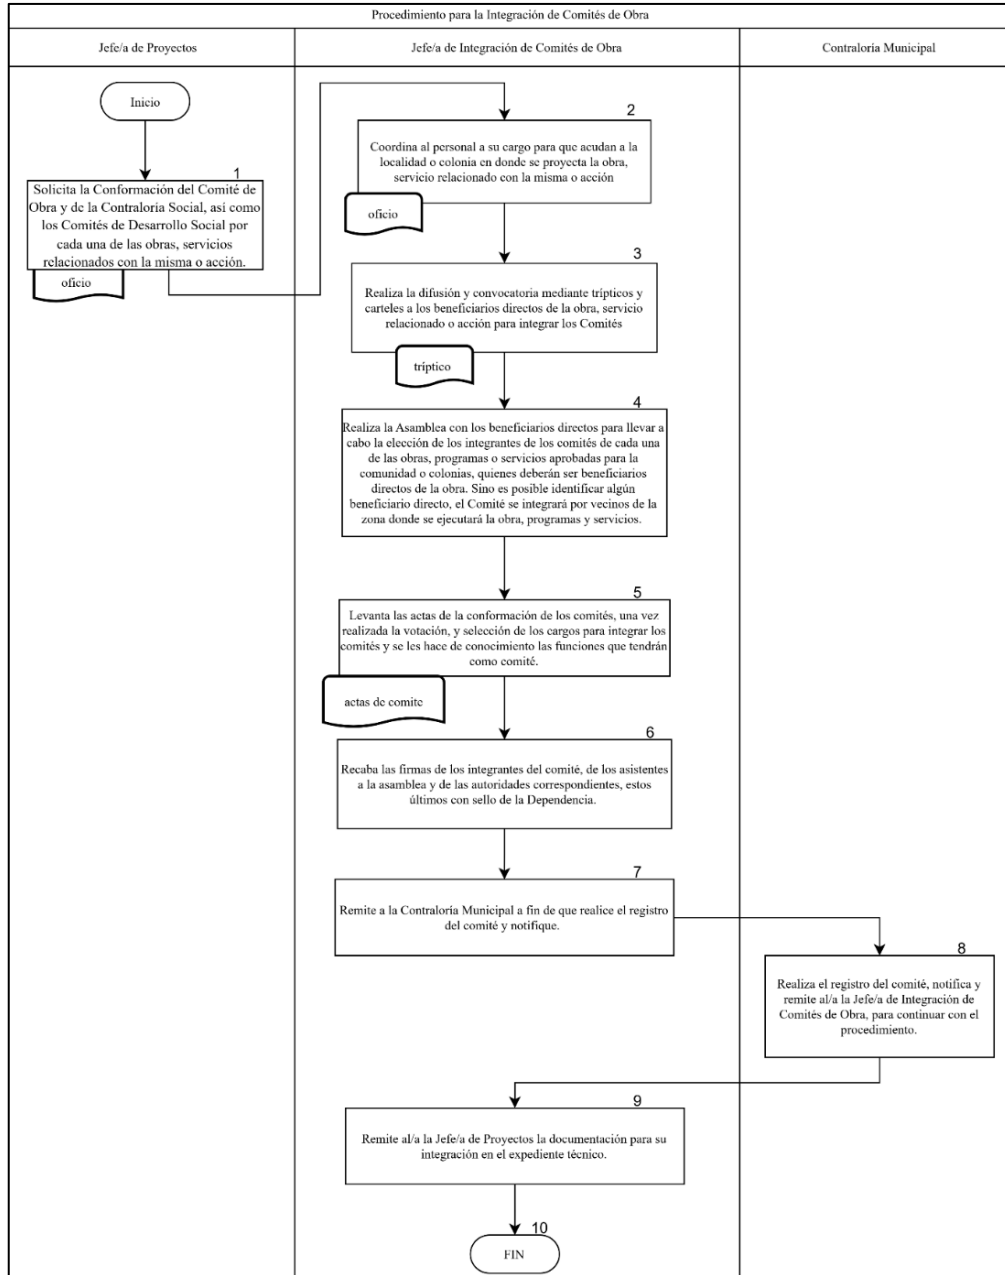 Procedimiento para la Integración de Comités de Obra
Jefe/a de Proyectos
Jefe/a de Integración de Comités de Obra
Contraloría Municipal
Inicio
1
Solicita la Conformación del Comité de
Obra y de la Contraloría Social, así como
los Comités de Desarrollo Social por
cada una de las obras, servicios
relacionados con la misma o acción.
oficio
2
Coordina al personal a su cargo para que acudan a la
localidad o colonia en donde se proyecta la obra,
servicio relacionado con la misma o acción
oficio
3
Realiza la difusión y convocatoria mediante trípticos y
carteles a los beneficiarios directos de la obra, servicio
relacionado o acción para integrar los Comités
tríptico
4
Realiza la Asamblea con los beneficiarios directos para llevar a
cabo la elección de los integrantes de los comités de cada una
de las obras, programas o servicios aprobadas para la
comunidad o colonias, quienes deberán ser beneficiarios
directos de la obra. Sino es posible identificar algún
beneficiario directo, el Comité se integrará por vecinos de la
zona donde se ejecutará la obra, programas y servicios.
5
Levanta las actas de la conformación de los comités, una vez
realizada la votación, y selección de los cargos para integrar los
comités y se les hace de conocimiento las funciones que tendrán
como comité.
actas de comite
6
Recaba las firmas de los integrantes del comité, de los asistentes
a la asamblea y de las autoridades correspondientes, estos
últimos con sello de la Dependencia.
7
Remite a la Contraloría Municipal a fin de que realice el registro
del comité y notifique.
8
Realiza el registro del comité, notifica y
remite al/a la Jefe/a de Integración de
Comités de Obra, para continuar con el
procedimiento.
9
Remite al/a la Jefe/a de Proyectos la documentación para su
integración en el expediente técnico.
10
FIN